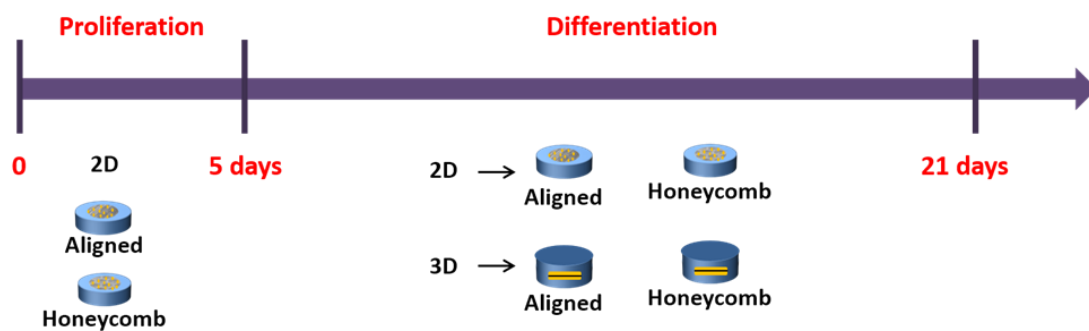 Proliferation
Differentiation
0
2D
5 days
21 days
Aligned
Honeycomb
2D
Aligned
Honeycomb
3D
Aligned
Honeycomb